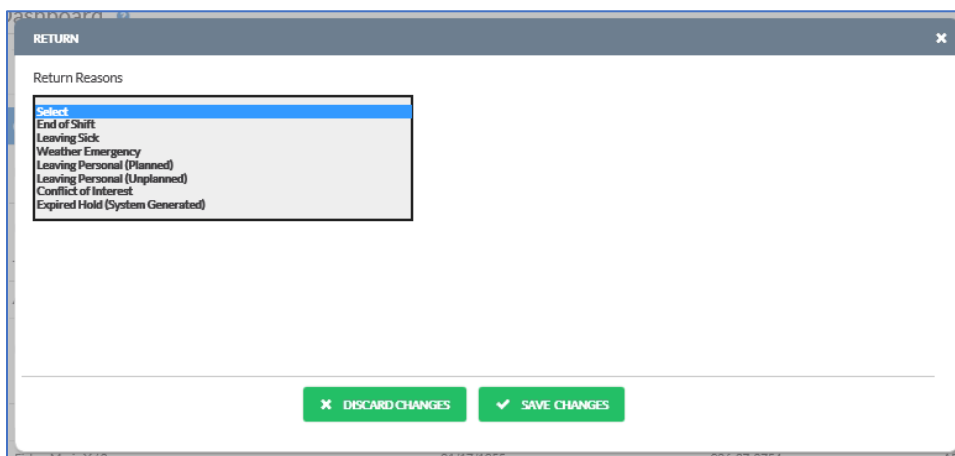 Dashboard
RETURN
Return Reasons
Select
End of Shift
Leaving Sick
Weather Emergency
Leaving Personal (Planned)
Leaving Personal (Unplanned)
Conflict of Interest
Expired Hold (System Generated)
DISCARD CHANGES
SAVE CHANGES